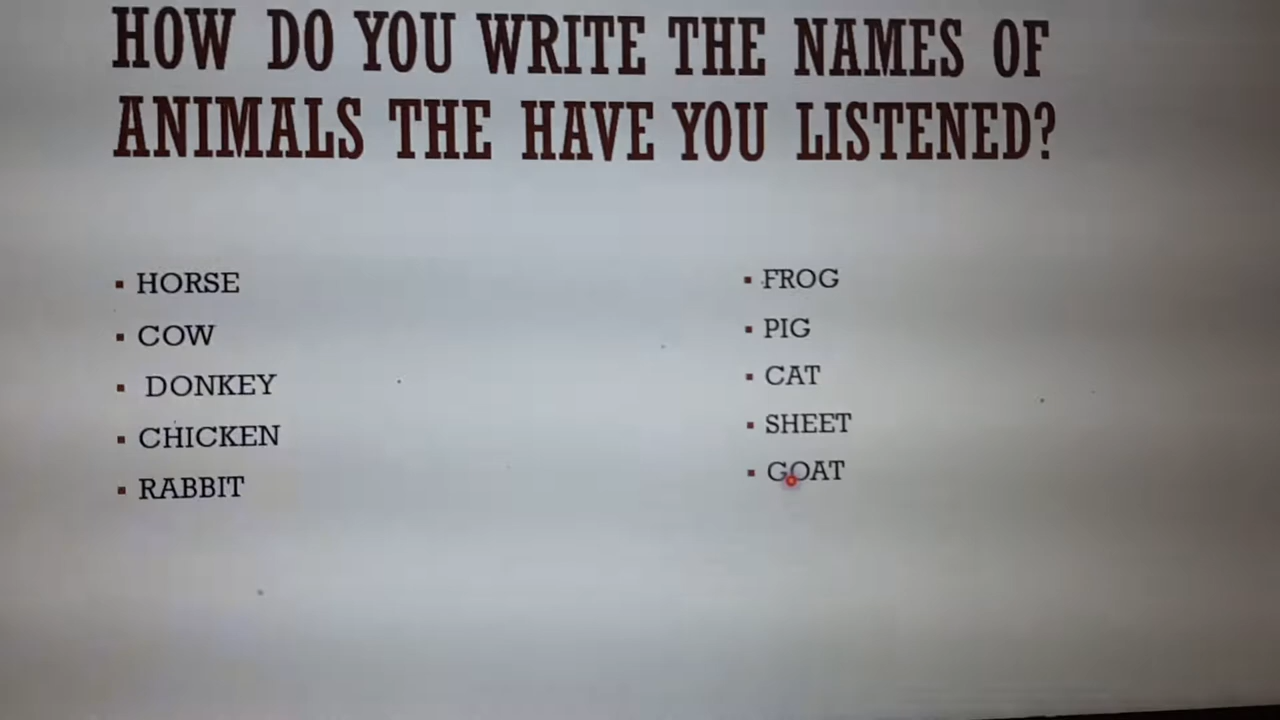 HOW DO YOU WRITE THE NAMES OF
ANIMALS THE HAVE YOU LISTENED?
HORSE
COW
DONKEY
CHICKEN
RABBIT
FROG
PIG
CAT
SHEET
GOAT